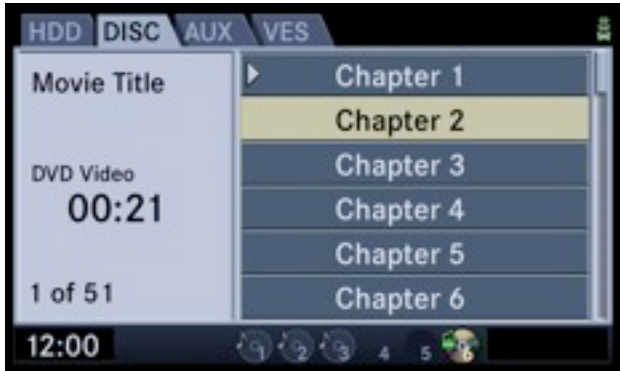 HDD DISC AUX VES
Movie Title
DVD Video
00:21
1 of 51
Chapter 1
Chapter 2
Chapter 3
Chapter 4
Chapter 5
Chapter 6
12:00
1 2 3 4 5 6